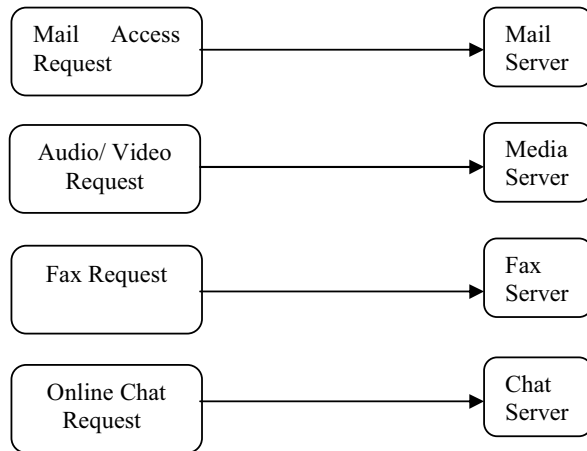 Mail Access
Request
Mail
Server
Audio/ Video
Request
Media
Server
Fax Request
Fax
Server
Online Chat
Request
Chat
Server